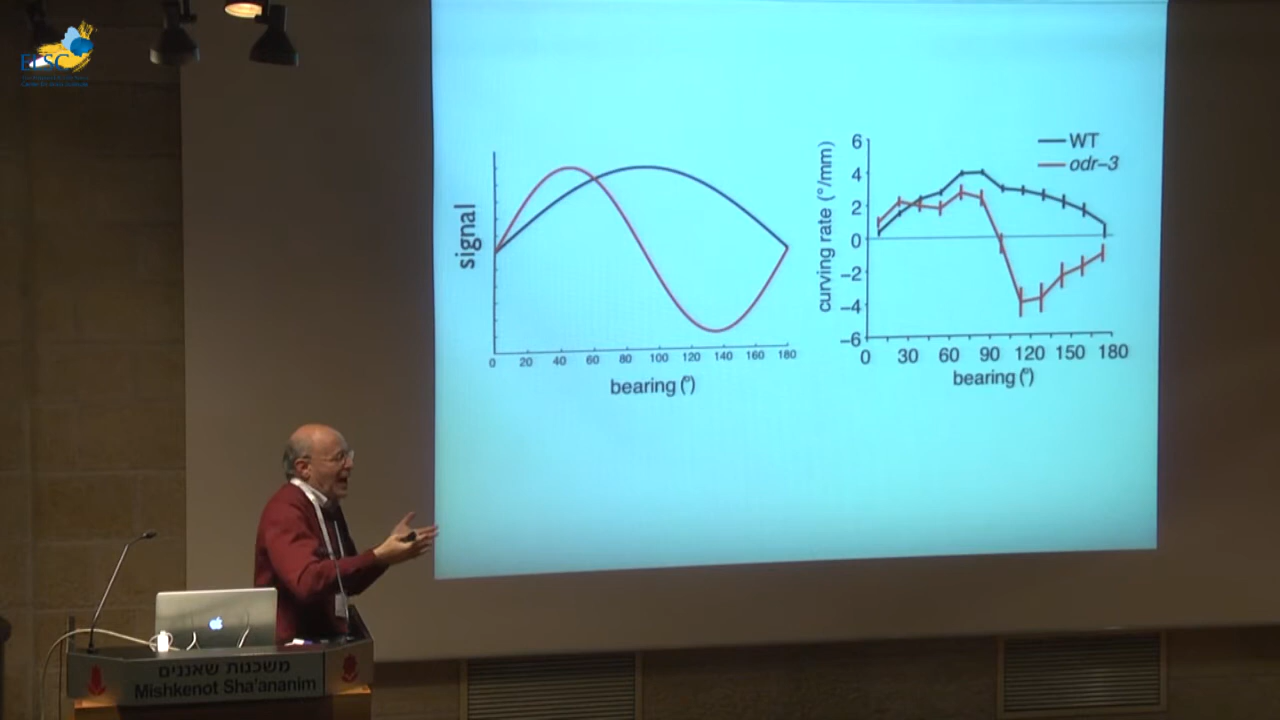 ELSC
signal
0 20 40 60 80 100 120 140 160 180
bearing (°)
WT
odr–3
curving rate (°/mm)
6
4
2
0
–2
–4
–6
0 30 60 90 120 150 180
bearing (°)
משכנות שאננים
Mishkenot Sha'ananim